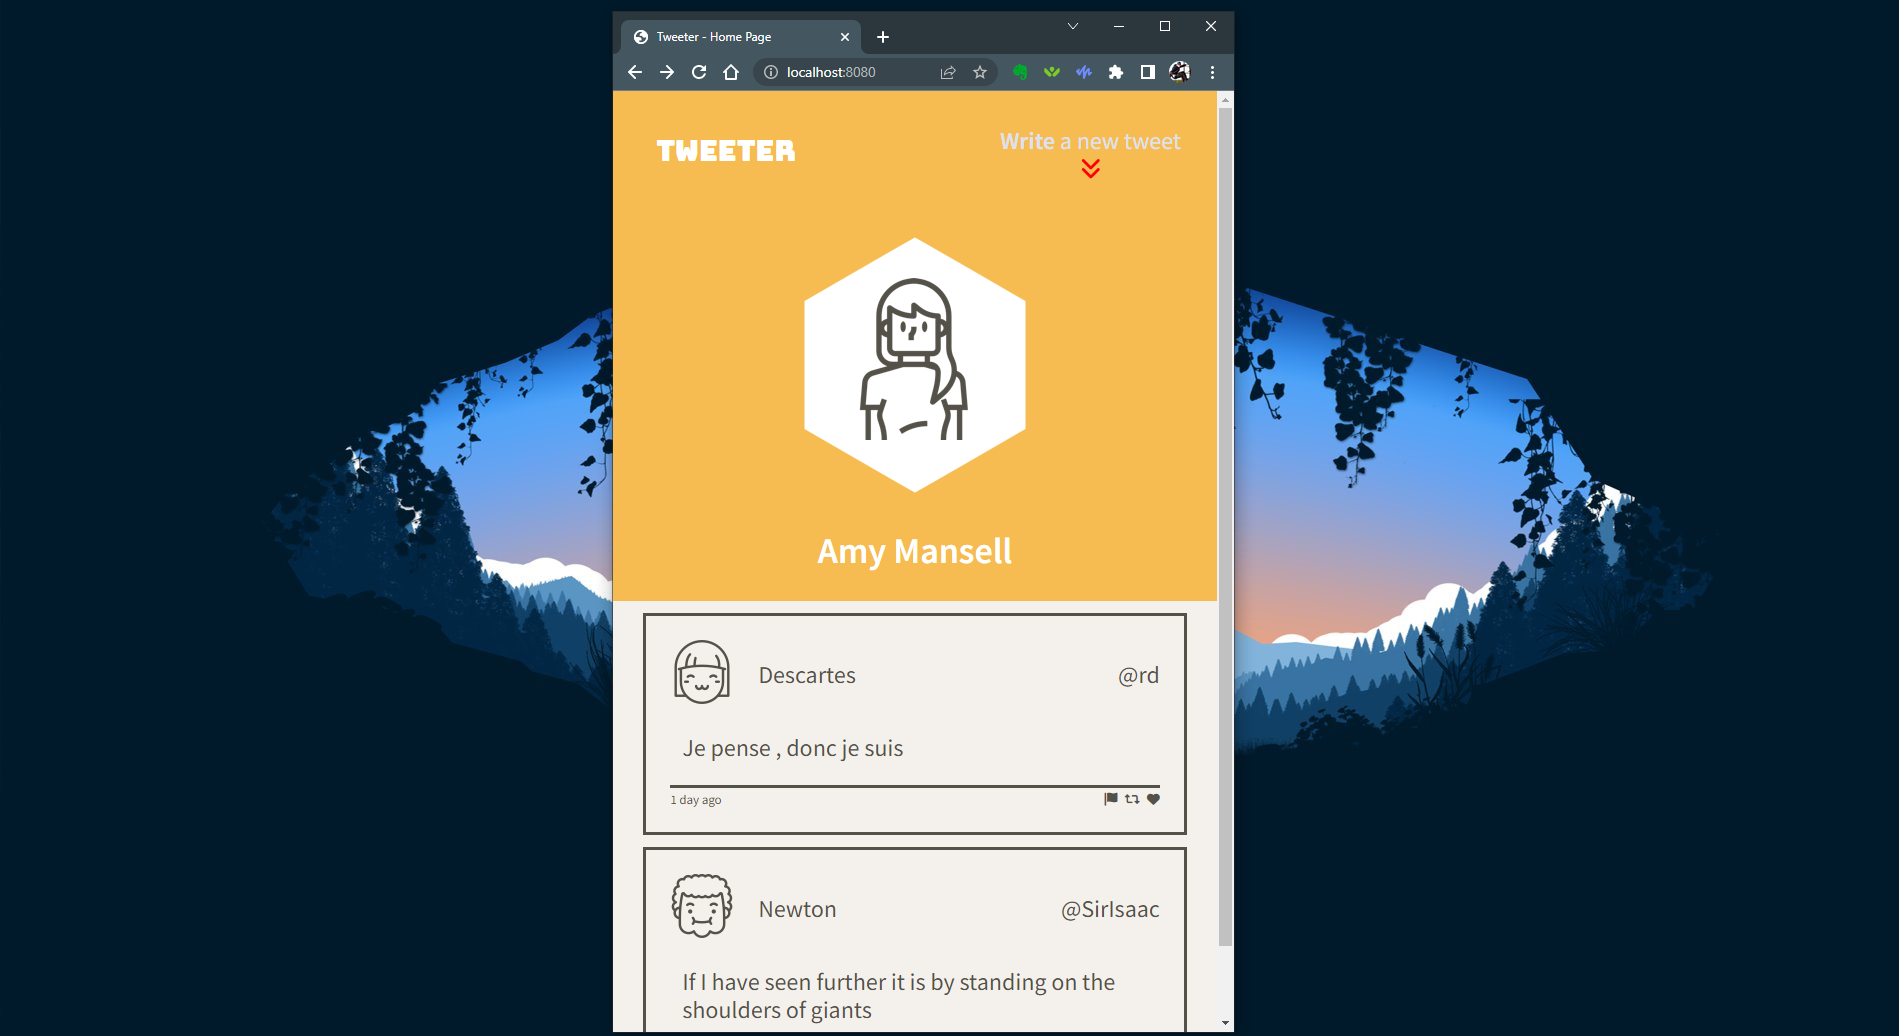 Tweeter - Home Page
localhost:8080
TWEETER
Write a new tweet
Amy Mansell
Descartes
@rd
Je pense , donc je suis
1 day ago
Newton
@SirIsaac
If I have seen further it is by standing on the
shoulders of giants